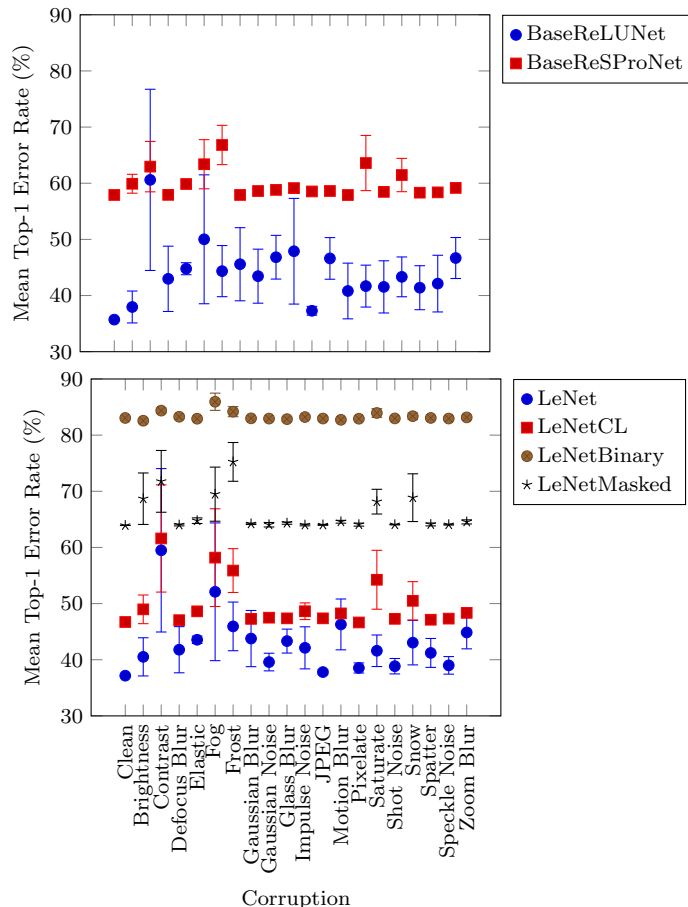 90
80
70
60
50
40
30
Mean Top-1 Error Rate (%)
BaseReLUNet
BaseReSProNet
90
80
70
60
50
40
30
Mean Top-1 Error Rate (%)
LeNet
LeNetCL
LeNetBinary
LeNetMasked
Clean
Brightness
Contrast
Defocus Blur
Elastic
Fog
Frost
Gaussian Blur
Gaussian Noise
Glass Blur
Impulse Noise
JPEG
Motion Blur
Pixelate
Saturate
Shot Noise
Snow
Spatter
Speckle Noise
Zoom Blur
Corruption